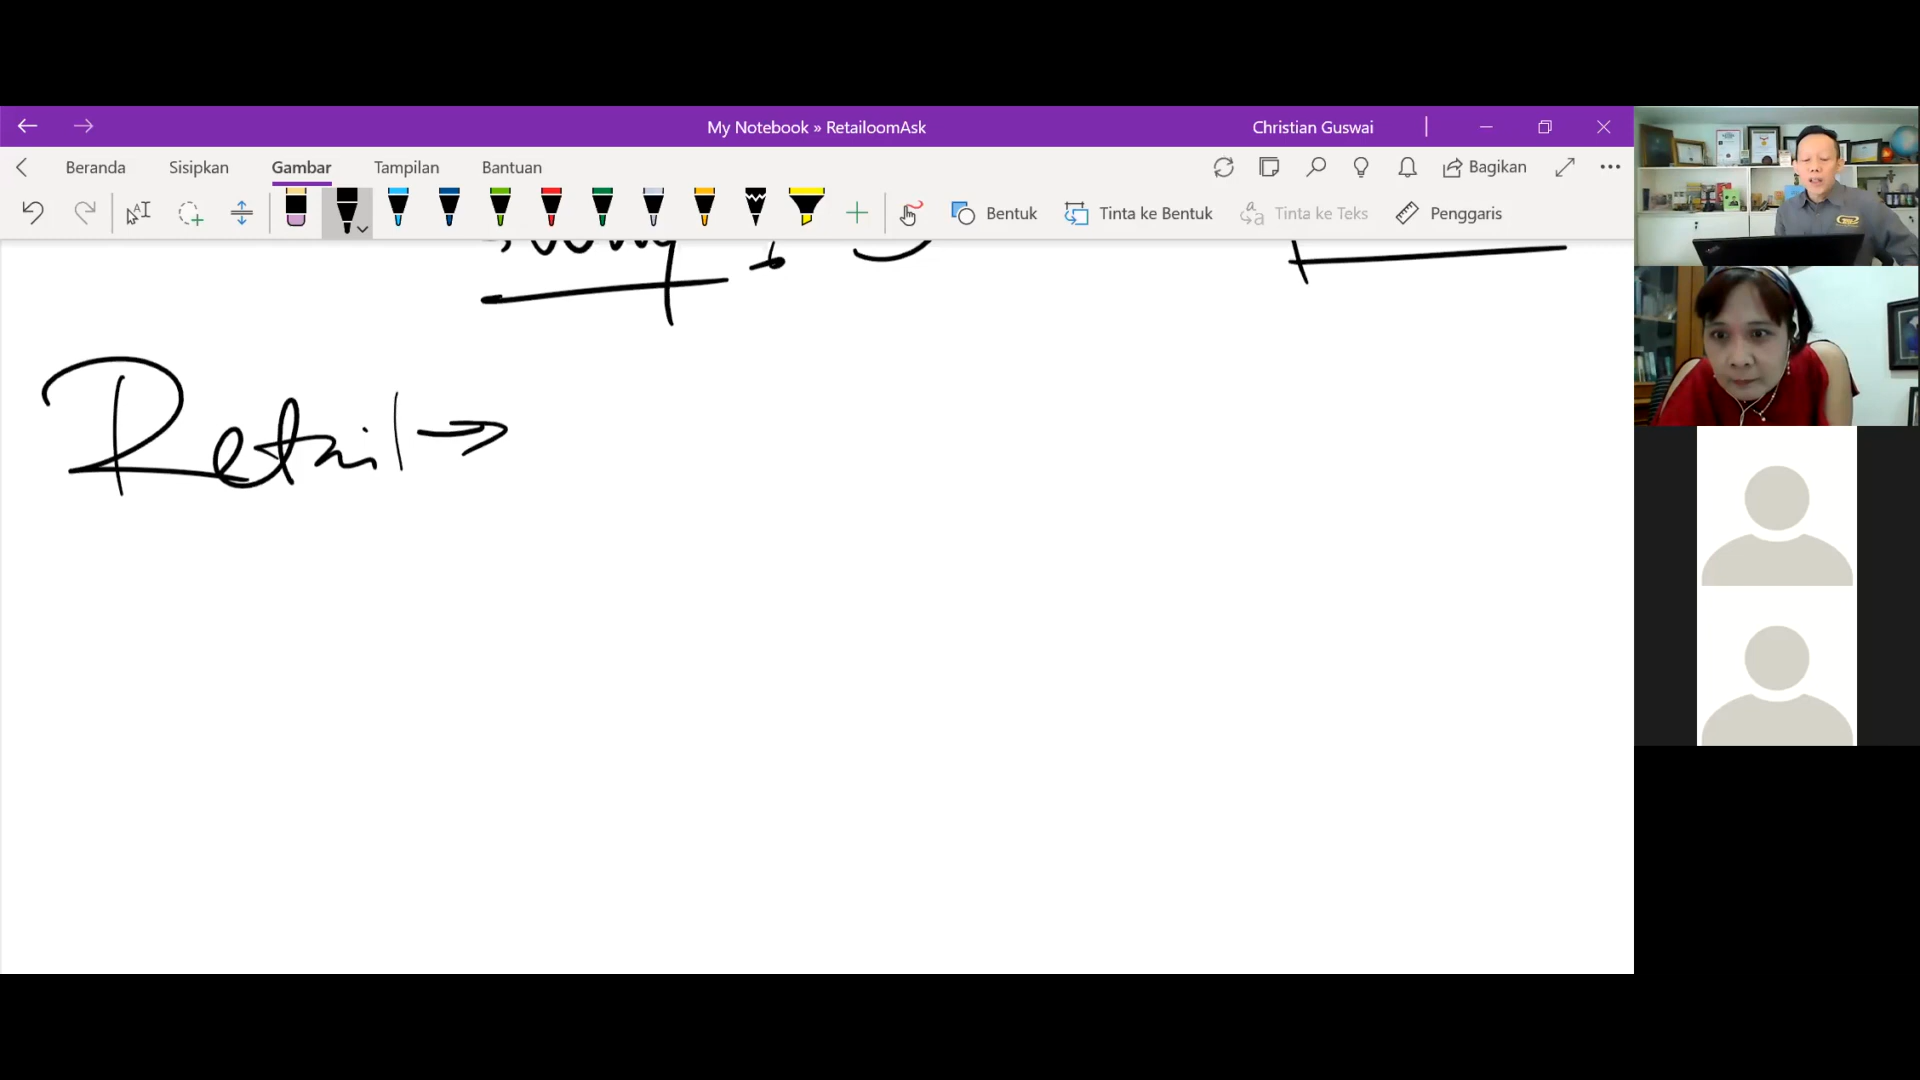 My Notebook » RetailoomAsk
Christian Guswai
Beranda
Sisipkan
Gambar
Tampilan
Bantuan
Bagikan
Bentuk
Tinta ke Bentuk
Tinta ke Teks
Penggaris
Retail →